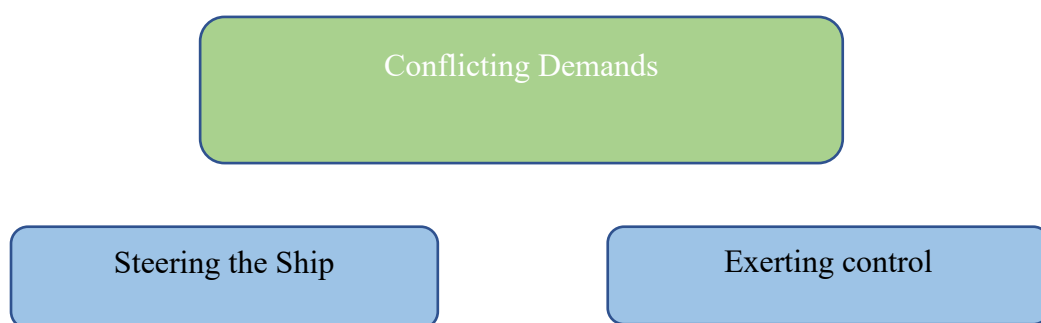 Conflicting Demands
Steering the Ship
Exerting control